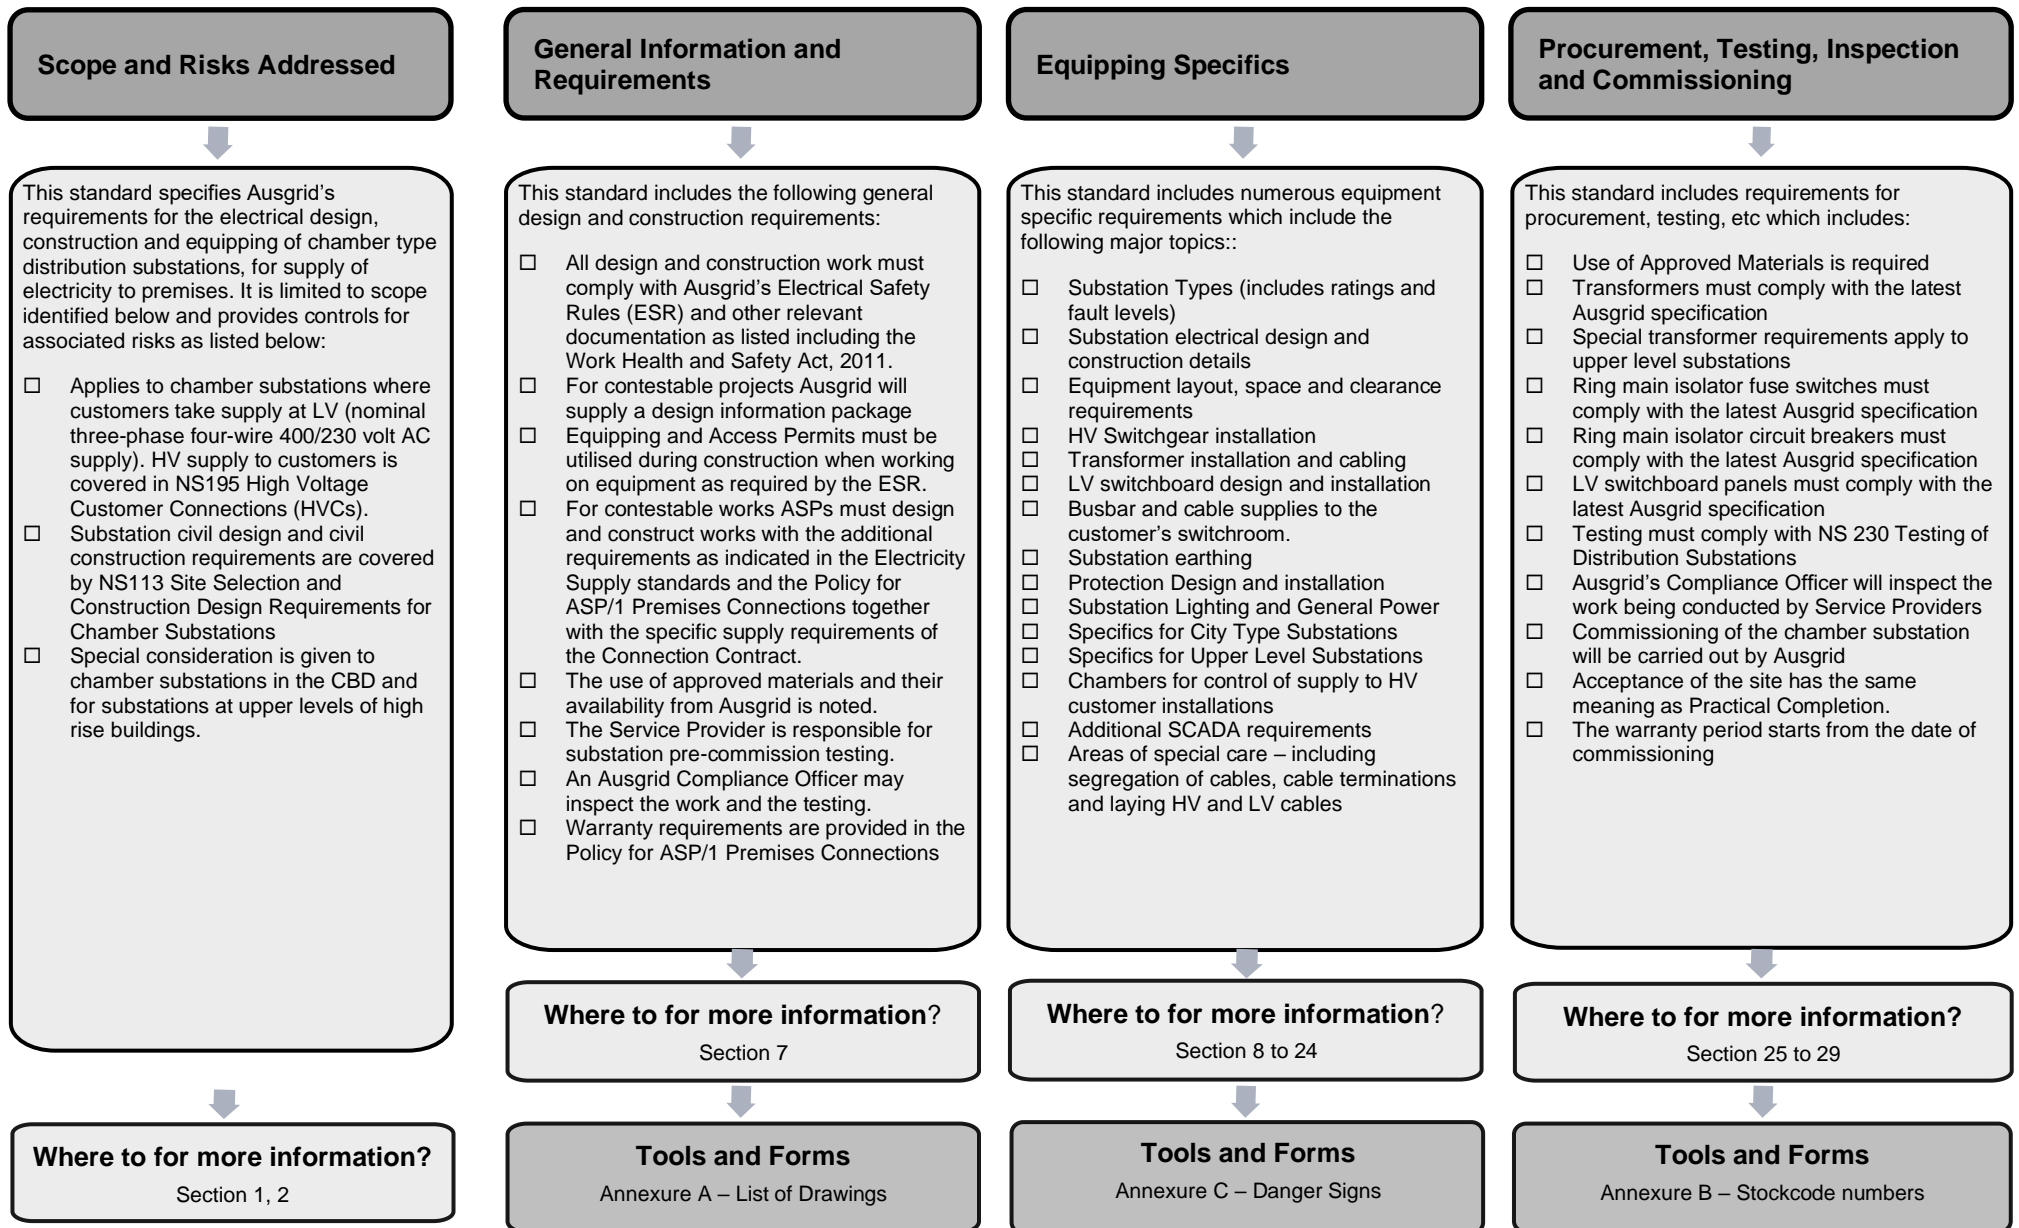 Scope and Risks Addressed
This standard specifies Ausgrid's
requirements for the electrical design,
construction and equipping of chamber type
distribution substations, for supply of
electricity to premises. It is limited to scope
identified below and provides controls for
associated risks as listed below:
☐ Applies to chamber substations where
customers take supply at LV (nominal
three-phase four-wire 400/230 volt AC
supply). HV supply to customers is
covered in NS195 High Voltage
Customer Connections (HVCs).
☐ Substation civil design and civil
construction requirements are covered
by NS113 Site Selection and
Construction Design Requirements for
Chamber Substations
☐ Special consideration is given to
chamber substations in the CBD and
for substations at upper levels of high
rise buildings.
Where to for more information?
Section 1, 2
General Information and
Requirements
This standard includes the following general
design and construction requirements:
☐ All design and construction work must
comply with Ausgrid's Electrical Safety
Rules (ESR) and other relevant
documentation as listed including the
Work Health and Safety Act, 2011.
☐ For contestable projects Ausgrid will
supply a design information package
☐ Equipping and Access Permits must be
utilised during construction when working
on equipment as required by the ESR.
☐ For contestable works ASPs must design
and construct works with the additional
requirements as indicated in the Electricity
Supply standards and the Policy for
ASP/1 Premises Connections together
with the specific supply requirements of
the Connection Contract.
☐ The use of approved materials and their
availability from Ausgrid is noted.
☐ The Service Provider is responsible for
substation pre-commission testing.
☐ An Ausgrid Compliance Officer may
inspect the work and the testing.
☐ Warranty requirements are provided in the
Policy for ASP/1 Premises Connections
Where to for more information?
Section 7
Tools and Forms
Annexure A – List of Drawings
Equipping Specifics
This standard includes numerous equipment
specific requirements which include the
following major topics::
☐ Substation Types (includes ratings and
fault levels)
☐ Substation electrical design and
construction details
☐ Equipment layout, space and clearance
requirements
☐ HV Switchgear installation
☐ Transformer installation and cabling
☐ LV switchboard design and installation
☐ Busbar and cable supplies to the
customer's switchroom.
☐ Substation earthing
☐ Protection Design and installation
☐ Substation Lighting and General Power
☐ Specifics for City Type Substations
☐ Specifics for Upper Level Substations
☐ Chambers for control of supply to HV
customer installations
☐ Additional SCADA requirements
☐ Areas of special care – including
segregation of cables, cable terminations
and laying HV and LV cables
Where to for more information?
Section 8 to 24
Tools and Forms
Annexure C – Danger Signs
Procurement, Testing, Inspection
and Commissioning
This standard includes requirements for
procurement, testing, etc which includes:
☐ Use of Approved Materials is required
☐ Transformers must comply with the latest
Ausgrid specification
☐ Special transformer requirements apply to
upper level substations
☐ Ring main isolator fuse switches must
comply with the latest Ausgrid specification
☐ Ring main isolator circuit breakers must
comply with the latest Ausgrid specification
☐ LV switchboard panels must comply with the
latest Ausgrid specification
☐ Testing must comply with NS 230 Testing of
Distribution Substations
☐ Ausgrid's Compliance Officer will inspect the
work being conducted by Service Providers
☐ Commissioning of the chamber substation
will be carried out by Ausgrid
☐ Acceptance of the site has the same
meaning as Practical Completion.
☐ The warranty period starts from the date of
commissioning
Where to for more information?
Section 25 to 29
Tools and Forms
Annexure B – Stockcode numbers